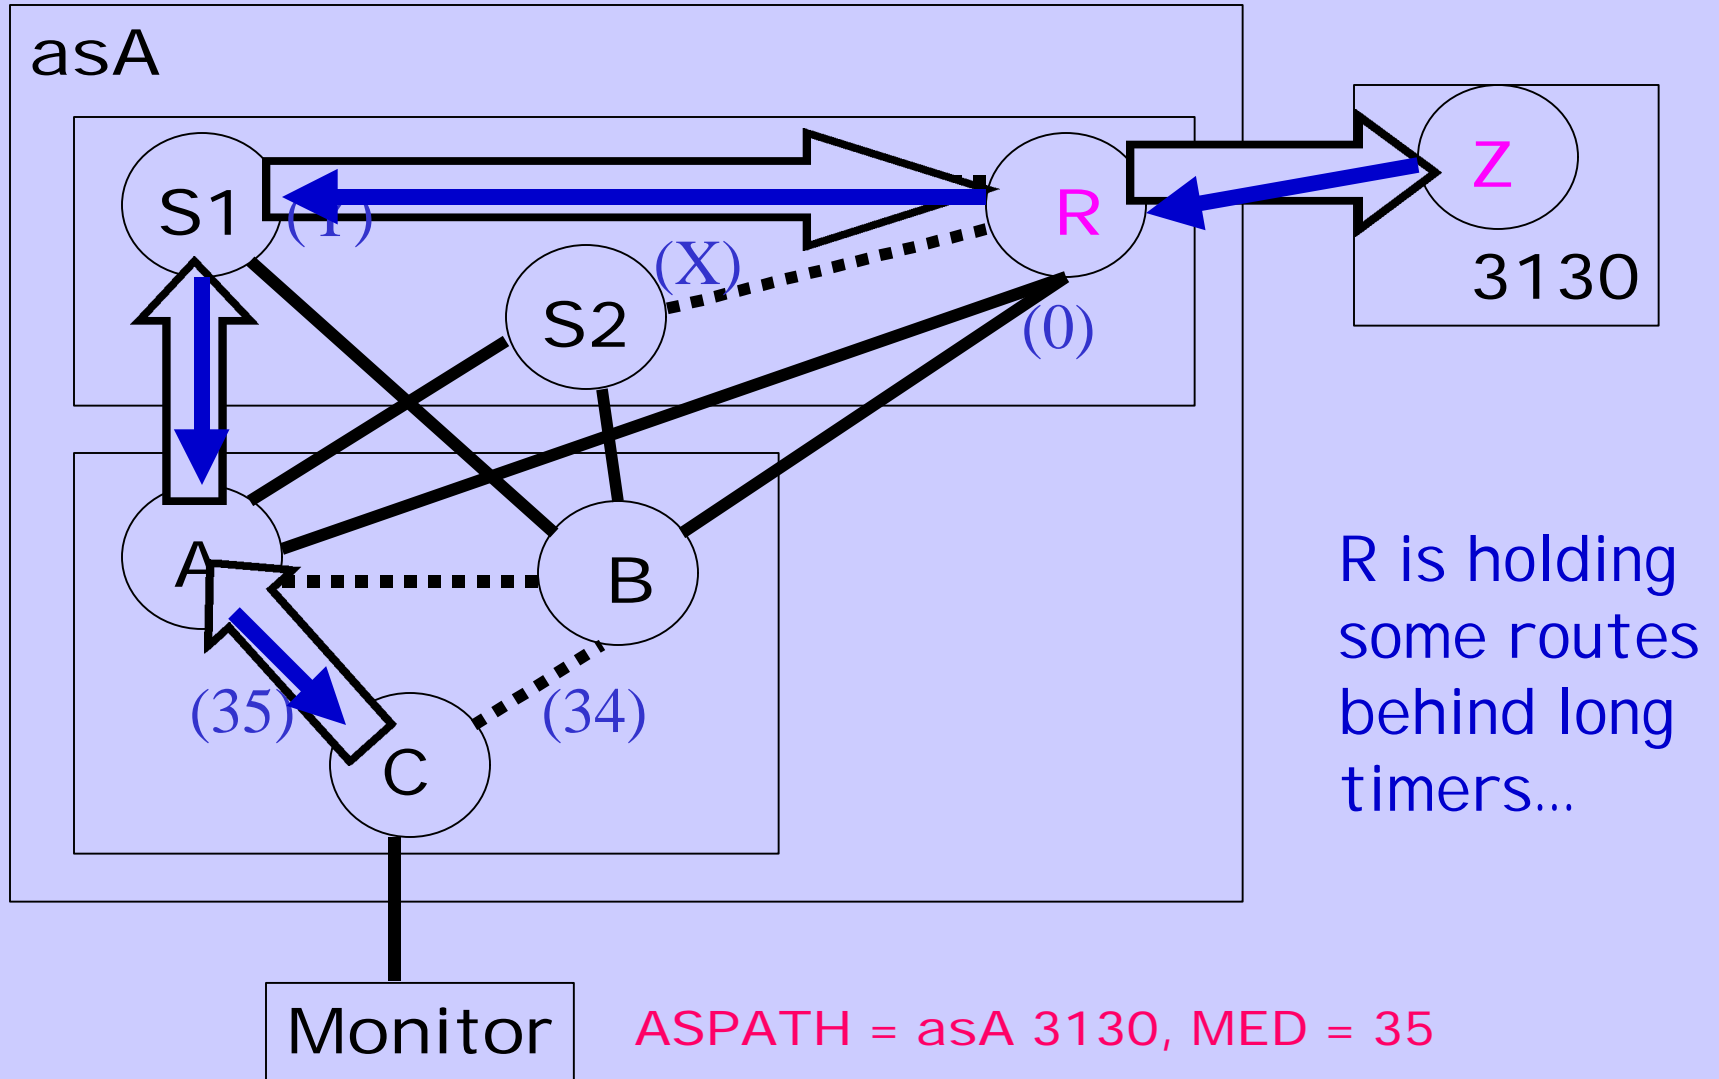 asA
S1
(Y)
R
Z
(X)
S2
3130
(0)
A
B
R is holding
some routes
behind long
timers...
(35)
(34)
C
Monitor
ASPATH = asA 3130, MED = 35